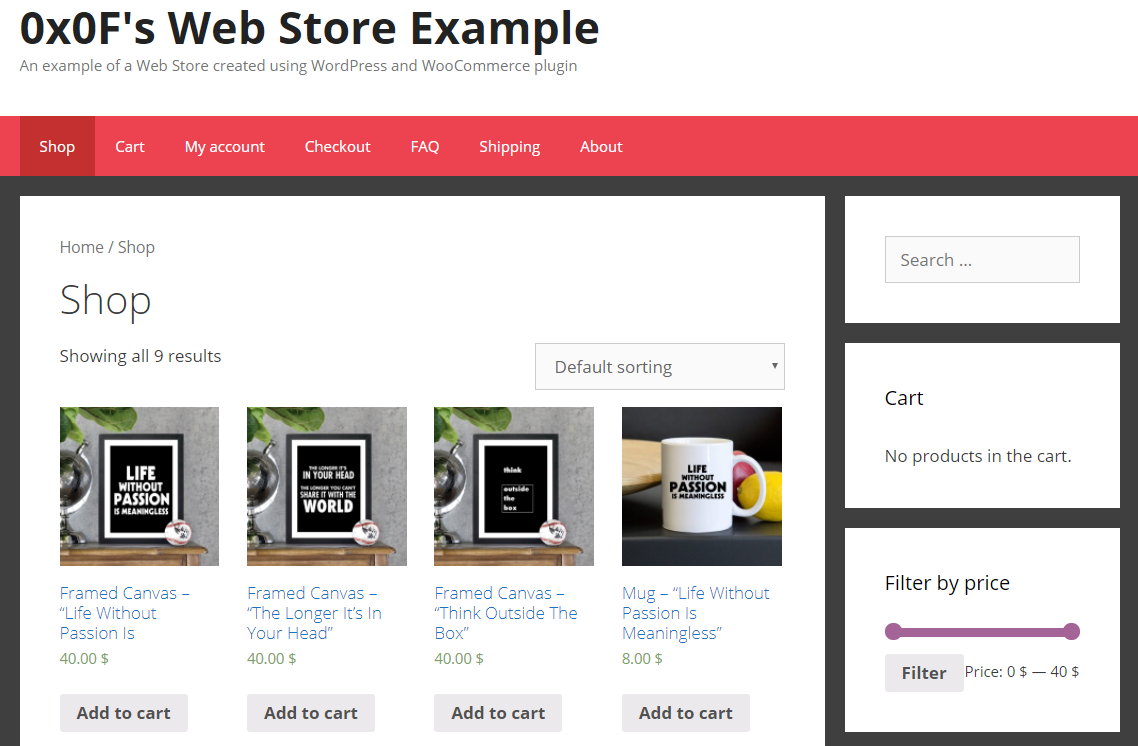 0x0F's Web Store Example
An example of a Web Store created using WordPress and WooCommerce plugin
Shop
Cart
My account
Checkout
FAQ
Shipping
About
Home / Shop
Shop
Showing all 9 results
Default sorting
LIFE
WITHOUT
PASSION
IS MEANINGLESS
Framed Canvas –
“Life Without
Passion Is
40.00 $
Add to cart
THE LONGER IT'S
IN YOUR HEAD
THE LONGER YOU CAN'T
SHARE IT WITH THE
WORLD
Framed Canvas –
“The Longer It’s In
Your Head”
40.00 $
Add to cart
think
outside
the
box
Framed Canvas –
“Think Outside The
Box”
40.00 $
Add to cart
LIFE
WITHOUT
PASSION
IS MEANINGLESS
Mug – “Life Without
Passion Is
Meaningless”
8.00 $
Add to cart
Search ...
Cart
No products in the cart.
Filter by price
Filter
Price: 0 $ — 40 $